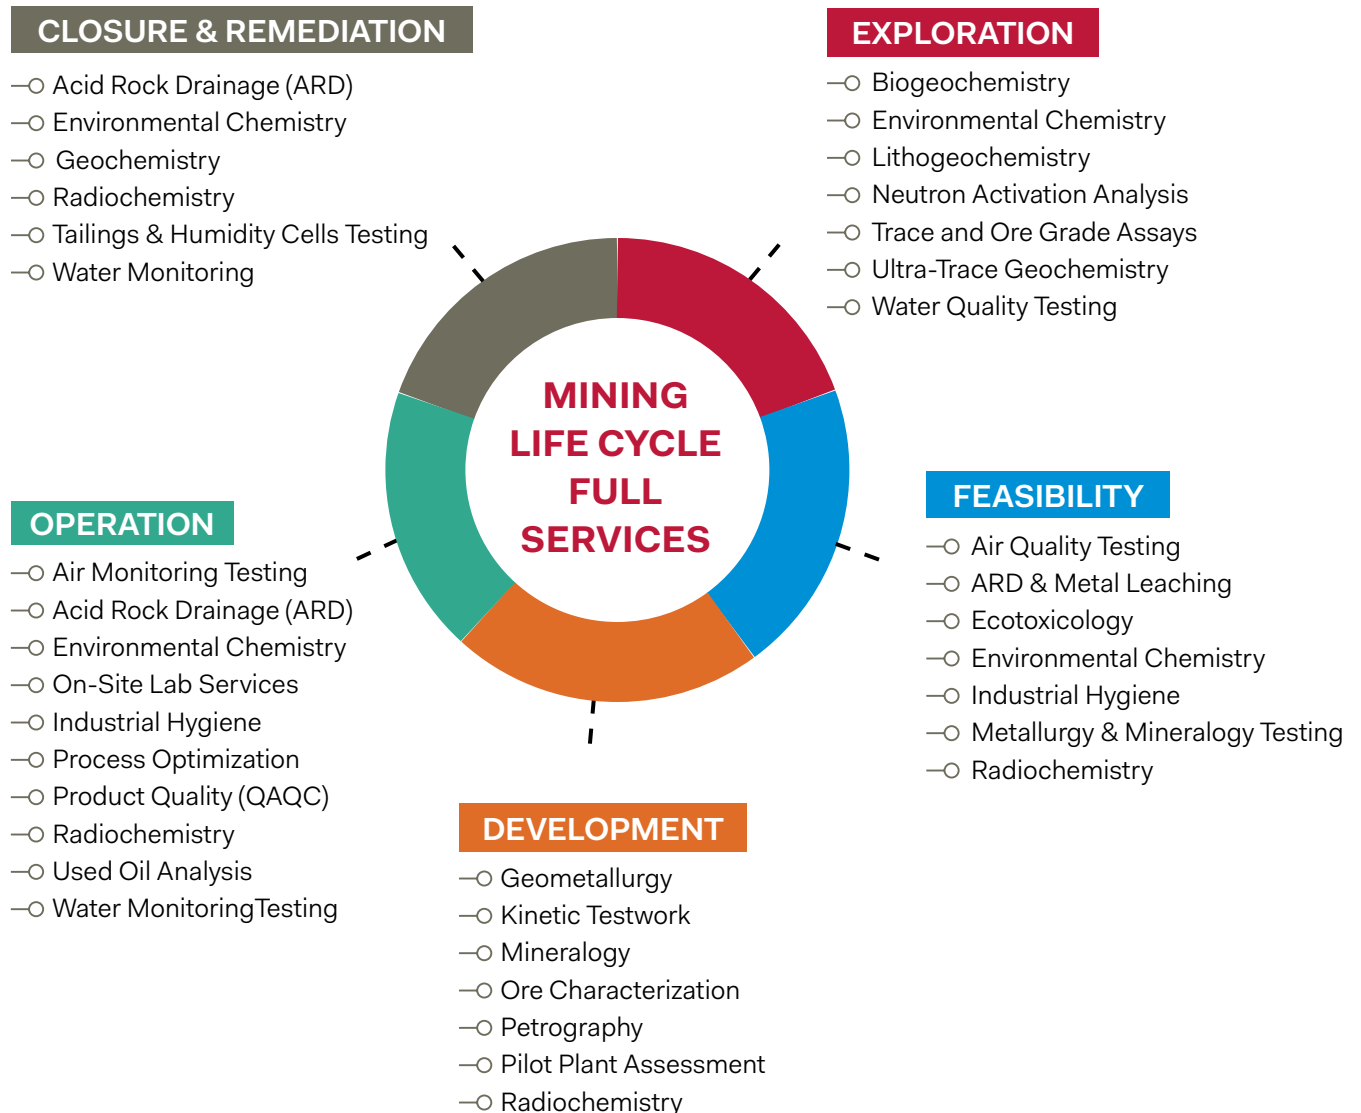 CLOSURE & REMEDIATION
Acid Rock Drainage (ARD)
Environmental Chemistry
Geochemistry
Radiochemistry
Tailings & Humidity Cells Testing
Water Monitoring
EXPLORATION
Biogeochemistry
Environmental Chemistry
Lithogeochemistry
Neutron Activation Analysis
Trace and Ore Grade Assays
Ultra-Trace Geochemistry
Water Quality Testing
MINING
LIFE CYCLE
FULL
SERVICES
FEASIBILITY
Air Quality Testing
ARD & Metal Leaching
Ecotoxicology
Environmental Chemistry
Industrial Hygiene
Metallurgy & Mineralogy Testing
Radiochemistry
OPERATION
Air Monitoring Testing
Acid Rock Drainage (ARD)
Environmental Chemistry
On-Site Lab Services
Industrial Hygiene
Process Optimization
Product Quality (QAQC)
Radiochemistry
Used Oil Analysis
Water MonitoringTesting
DEVELOPMENT
Geometallurgy
Kinetic Testwork
Mineralogy
Ore Characterization
Petrography
Pilot Plant Assessment
Radiochemistry